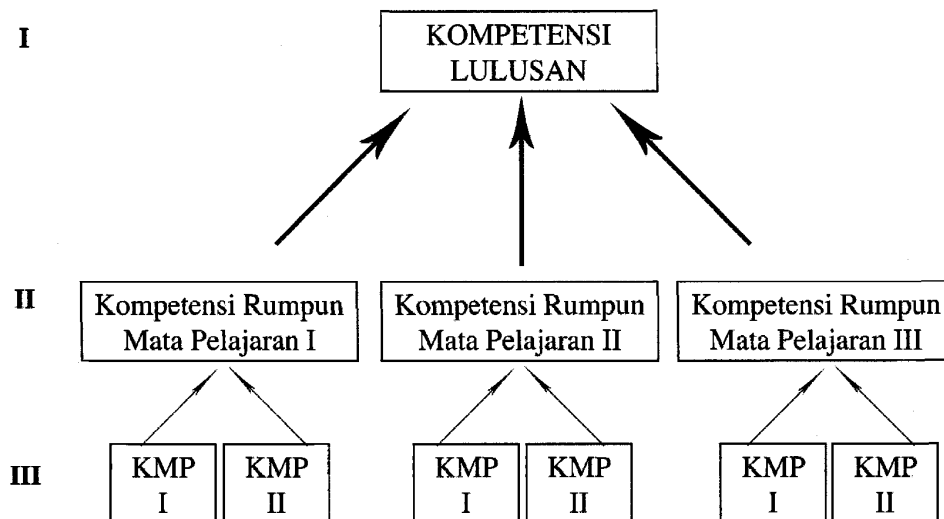 I
KOMPETENSI
LULUSAN
II
Kompetensi Rumpun
Mata Pelajaran I
Kompetensi Rumpun
Mata Pelajaran II
Kompetensi Rumpun
Mata Pelajaran III
III
KMP
I
KMP
II
KMP
I
KMP
II
KMP
I
KMP
II